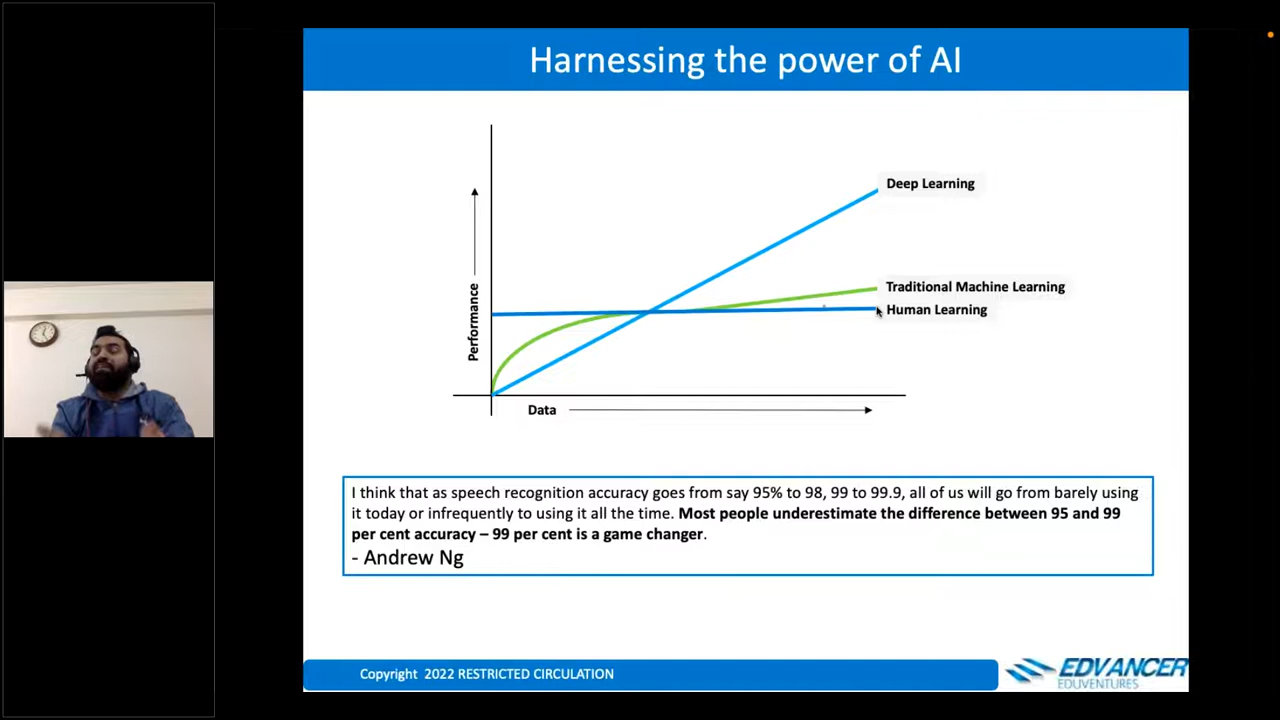 Harnessing the power of AI
Deep Learning
Traditional Machine Learning
Human Learning
Performance
Data
I think that as speech recognition accuracy goes from say 95% to 98, 99 to 99.9, all of us will go from barely using
it today or infrequently to using it all the time. Most people underestimate the difference between 95 and 99
per cent accuracy – 99 per cent is a game changer.
- Andrew Ng
Copyright 2022 RESTRICTED CIRCULATION
EDVANCER
EDUVENTURES